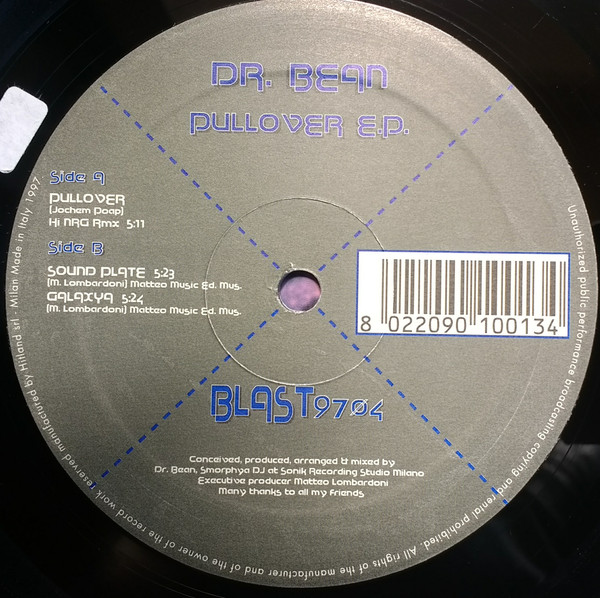 DR. BEAN
PULLOVER E.P.
Side A
PULLOVER
(Jochem Paap)
Hi NRG Rmx 5:11
Side B
SOUND PLATE 5:23
(M. Lombardoni) Matteo Music Ed. Mus.
GALAXYA 5:24
(M. Lombardoni) Matteo Music Ed. Mus.
8 022090 100134
BLAST9704
Conceived, produced, arranged & mixed by
Dr. Bean, Smorphya DJ at Sonik Recording Studio Milano
Executive producer Matteo Lombardoni
Many thanks to all my friends
Unauthorized public performance broadcasting copying and rental prohibited. All rights of the manufacturer and of the owner of the record work reserved manufactured by Hiland srl - Milan Made in Italy 1997